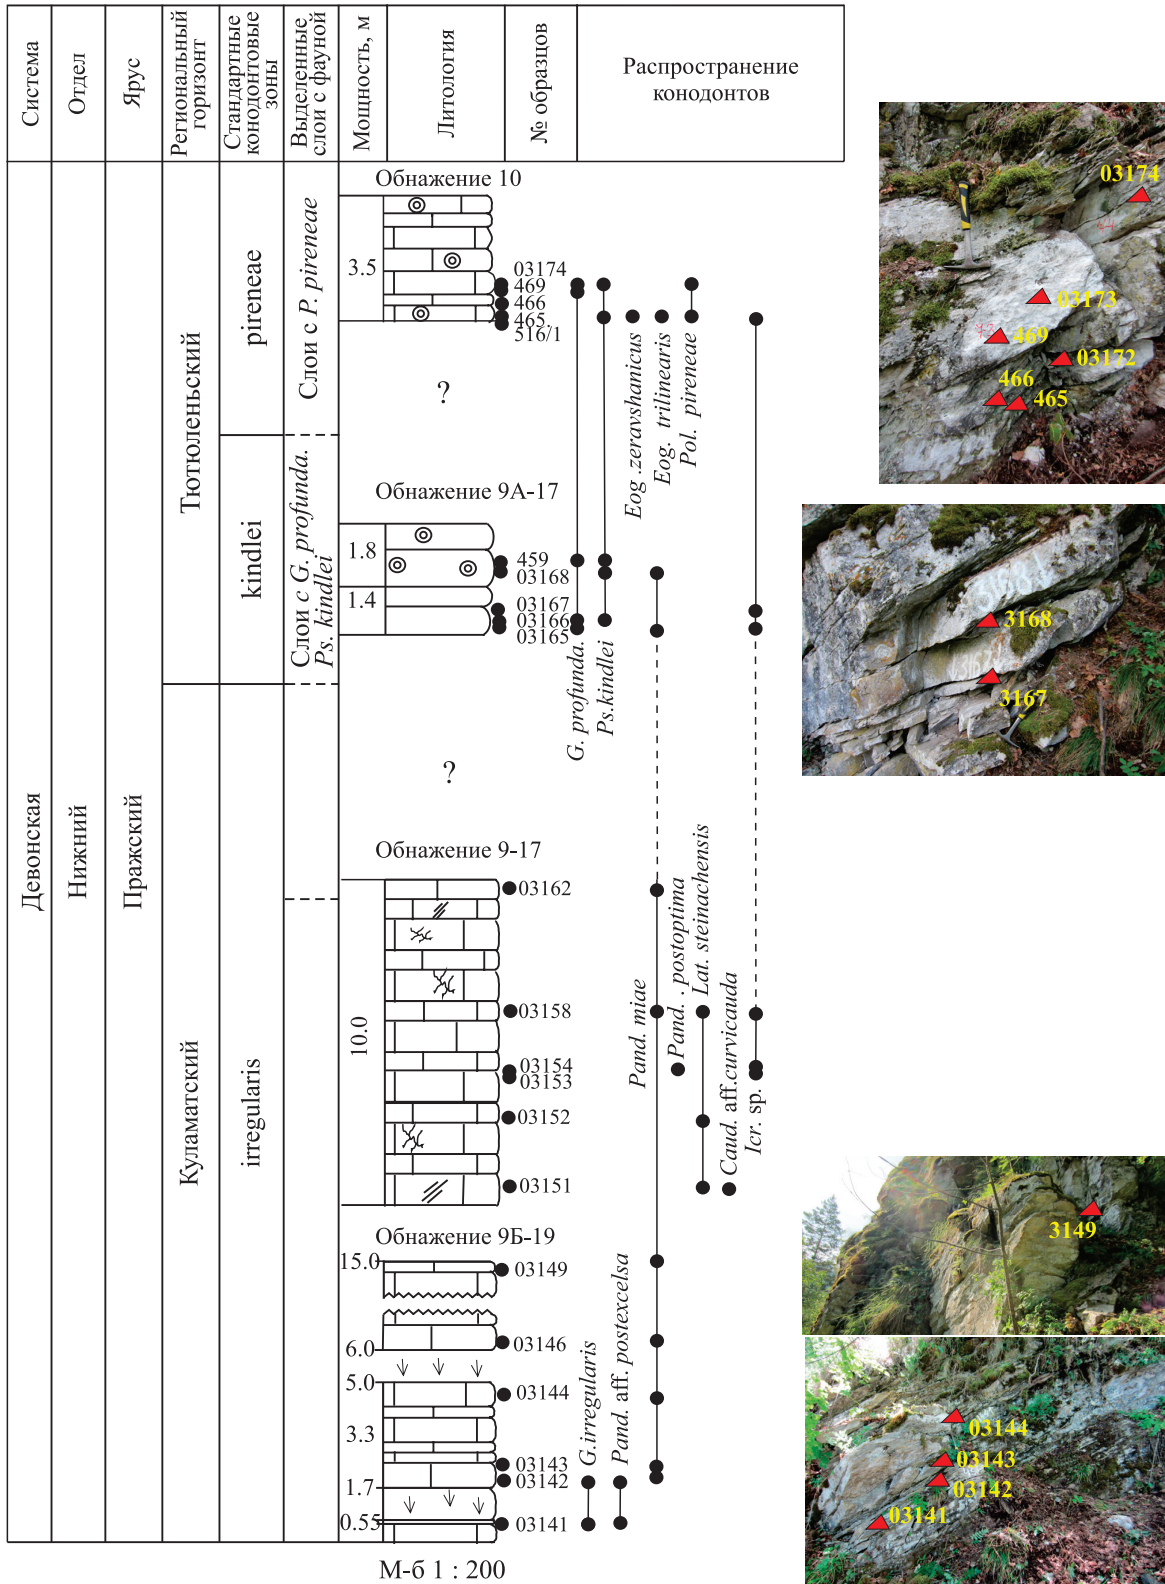 Система
Отдел
Ярус
Региональный
горизонт
Стандартные
конодонтовые
зоны
Выделенные
слои с фауной
Мощность, м
Литология
№ образцов
Распространение
конодонтов
Девонская
Нижний
Пражский
Тютюленьский
Куламатский
pireneae
kindlei
irregularis
Слои с P. pireneae
Слои с G. profunda.
Ps. kindlei
Обнажение 10
3.5
03174
469
466
465
516/1
?
Eog .zeravshanicus
Eog. trilinearis
Pol. pireneae
Обнажение 9А-17
1.8
1.4
459
03168
03167
03166
03165
G. profunda.
Ps.kindlei
?
Обнажение 9-17
10.0
03162
03158
03154
03153
03152
03151
Pand. miae
Pand. . postoptima
Lat. steinachensis
Caud. aff.curvicauda
Icr. sp.
Обнажение 9Б-19
15.0
6.0
5.0
3.3
1.7
0.55
03149
03146
03144
03143
03142
03141
G.irregularis
Pand. aff. postexcelsa
М-б 1 : 200
03174
03173
469
03172
466
465
3168
3167
3149
03144
03143
03142
03141